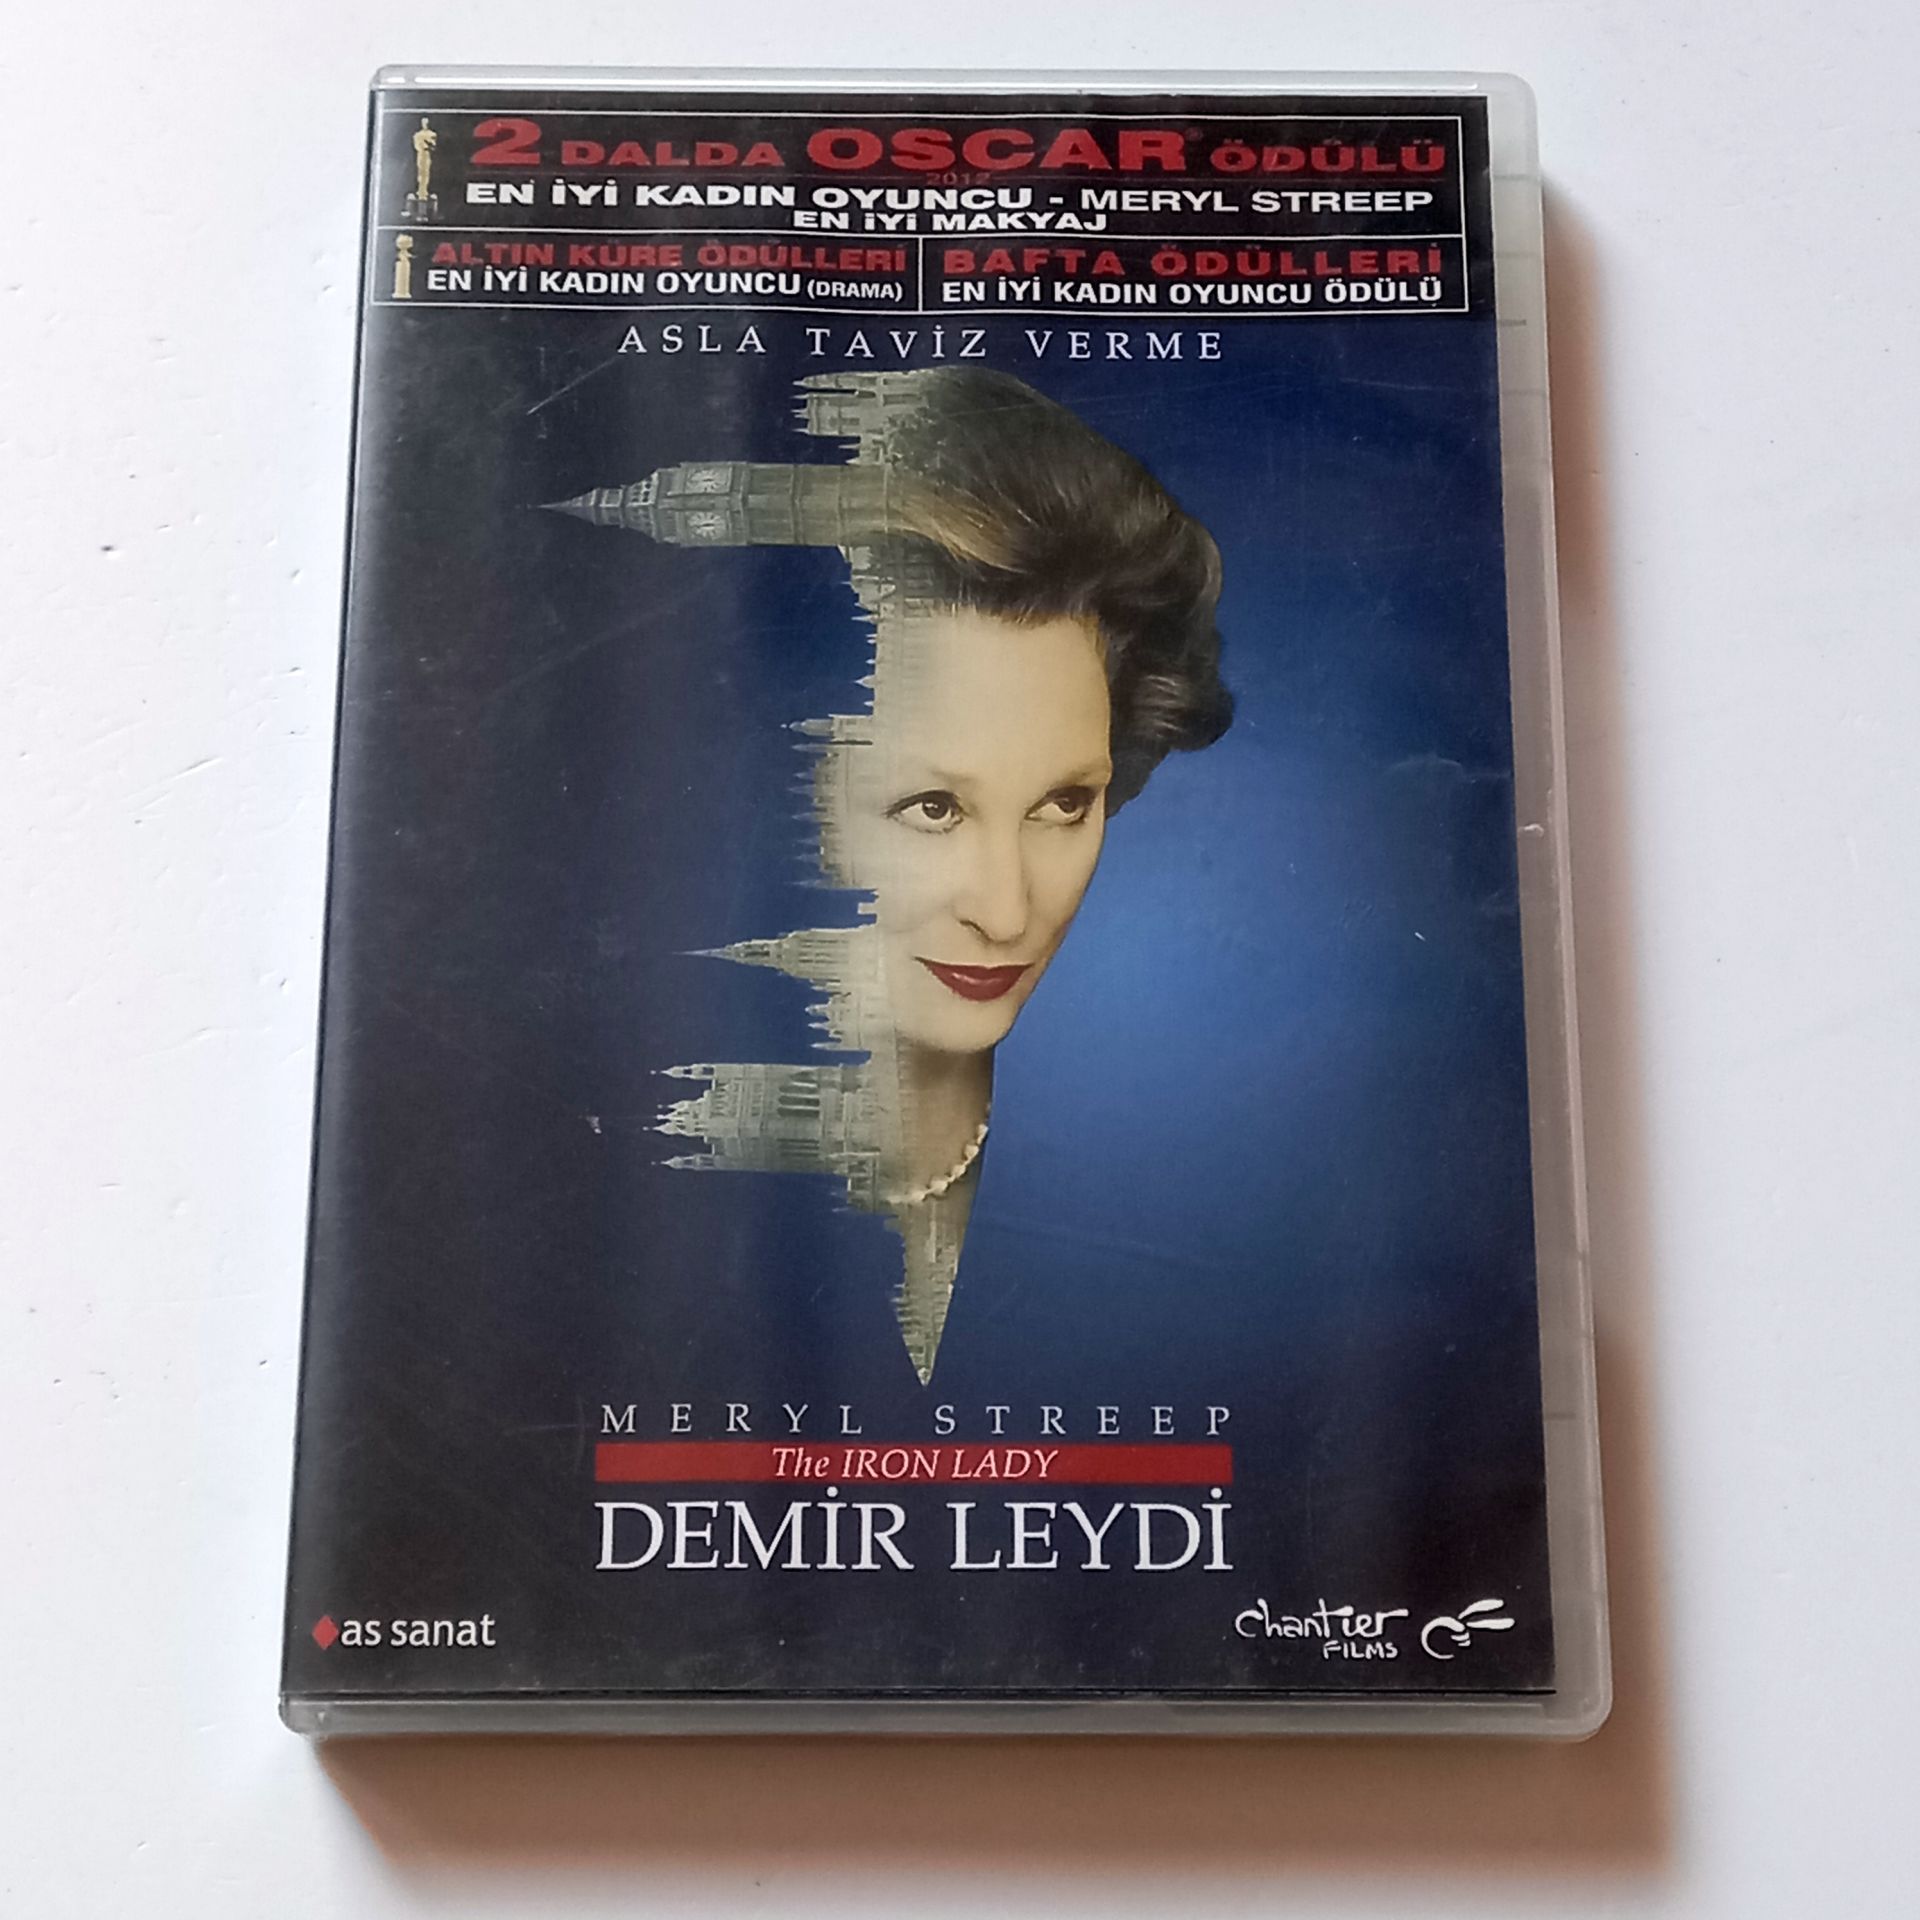 2 DALDA OSCAR® ÖDÜLÜ
2012
EN İYİ KADIN OYUNCU - MERYL STREEP
EN İYİ MAKYAJ
ALTIN KÜRE ÖDÜLLERİ
EN İYİ KADIN OYUNCU (DRAMA)
BAFTA ÖDÜLLERİ
EN İYİ KADIN OYUNCU ÖDÜLÜ
ASLA TAVİZ VERME
MERYL STREEP
The IRON LADY
DEMİR LEYDİ
as sanat
Chantier
FILMS